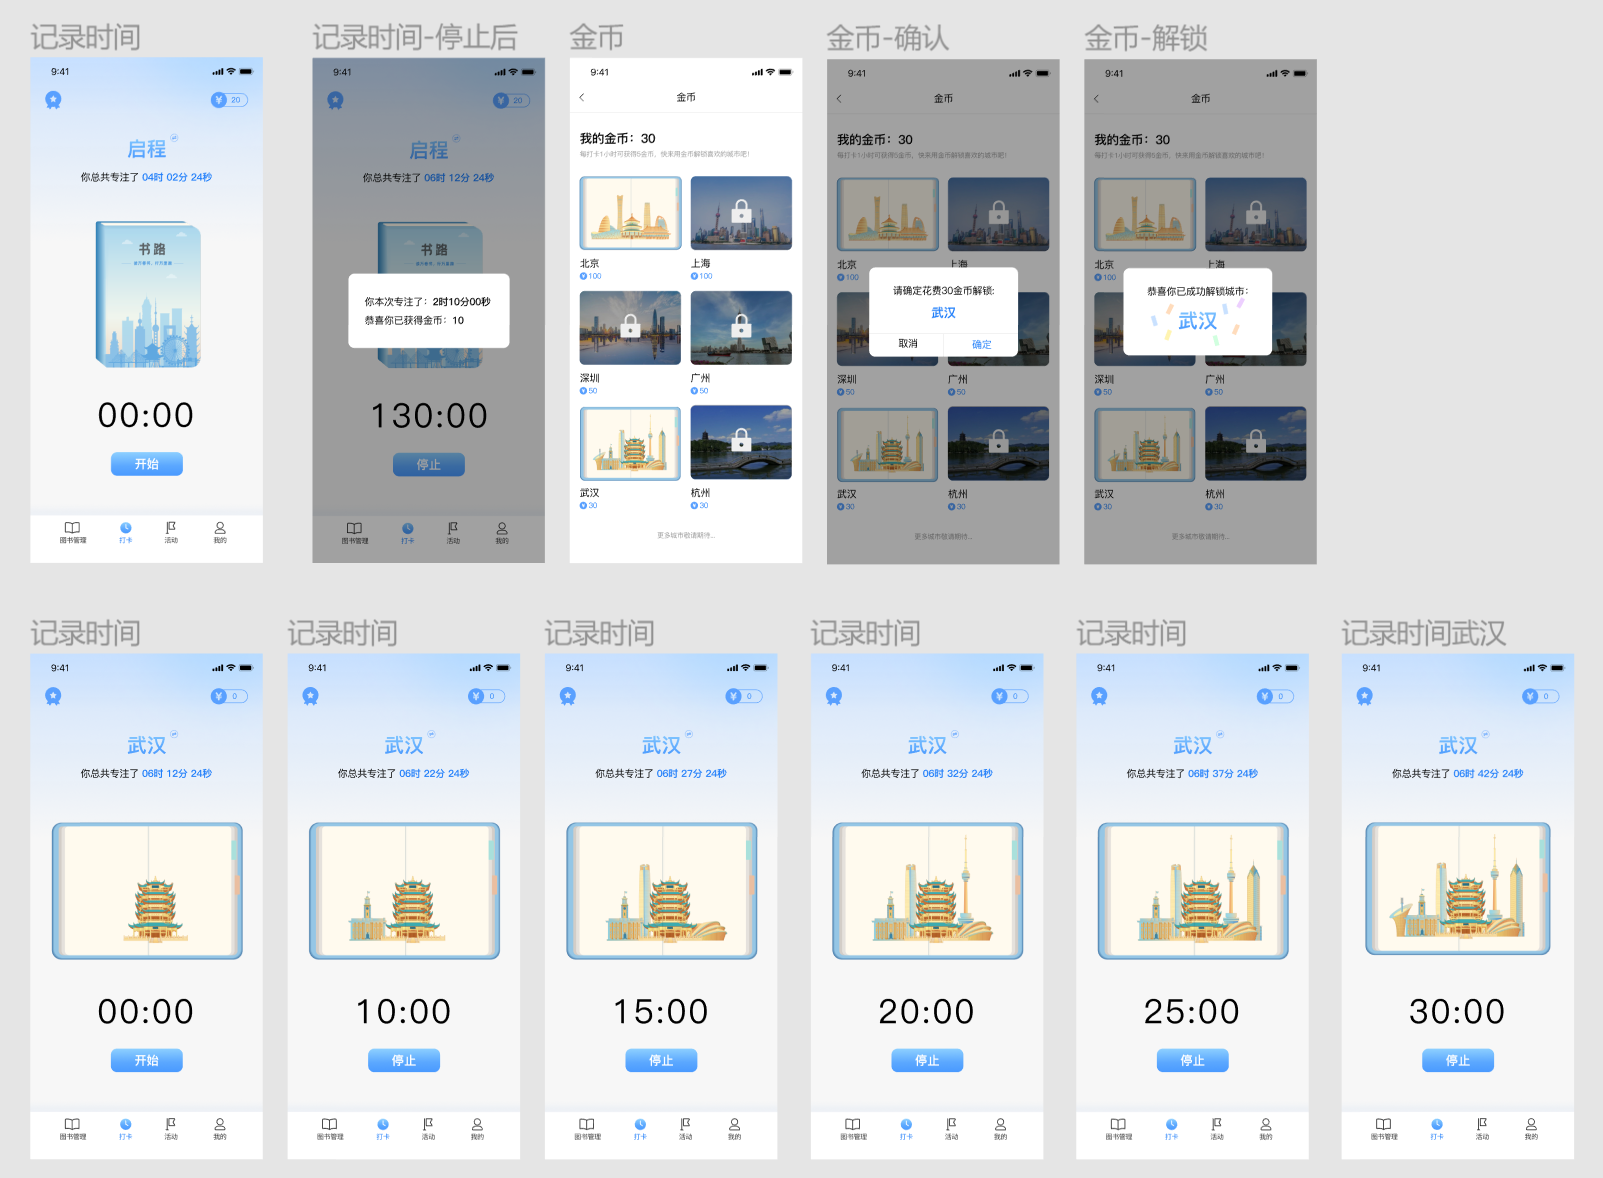 记录时间
9:41
20
启程
你总共专注了 04时 02分 24秒
书路
00:00
开始
图书管理 打卡 活动 我的
记录时间-停止后
9:41
20
启程
你总共专注了 06时 12分 24秒
书路
你本次专注了：2时10分00秒
恭喜你已获得金币：10
130:00
停止
图书管理 打卡 活动 我的
金币
9:41
金币
我的金币：30
每打卡1小时可获得5金币，快来用金币解锁喜欢的城市吧！
北京 上海
¥100 ¥100
深圳 广州
¥50 ¥50
武汉 杭州
¥30 ¥30
更多城市敬请期待...
金币-确认
9:41
金币
我的金币：30
每打卡1小时可获得5金币，快来用金币解锁喜欢的城市吧！
北京 上海
¥100
请确定花费30金币解锁:
武汉
取消 确定
深圳 广州
¥50 ¥50
武汉 杭州
¥30 ¥30
更多城市敬请期待...
金币-解锁
9:41
金币
我的金币：30
每打卡1小时可获得5金币，快来用金币解锁喜欢的城市吧！
北京 上海
¥100
恭喜你已成功解锁城市：
武汉
深圳 广州
¥50 ¥50
武汉 杭州
¥30 ¥30
更多城市敬请期待...
记录时间
9:41
¥ 0
武汉
你总共专注了 06时 12分 24秒
00:00
开始
图书管理 打卡 活动 我的
记录时间
9:41
¥ 0
武汉
你总共专注了 06时 22分 24秒
10:00
停止
图书管理 打卡 活动 我的
记录时间
9:41
¥ 0
武汉
你总共专注了 06时 27分 24秒
15:00
停止
图书管理 打卡 活动 我的
记录时间
9:41
¥ 0
武汉
你总共专注了 06时 32分 24秒
20:00
停止
图书管理 打卡 活动 我的
记录时间
9:41
¥ 0
武汉
你总共专注了 06时 37分 24秒
25:00
停止
图书管理 打卡 活动 我的
记录时间武汉
9:41
¥ 0
武汉
你总共专注了 06时 42分 24秒
30:00
停止
图书管理 打卡 活动 我的